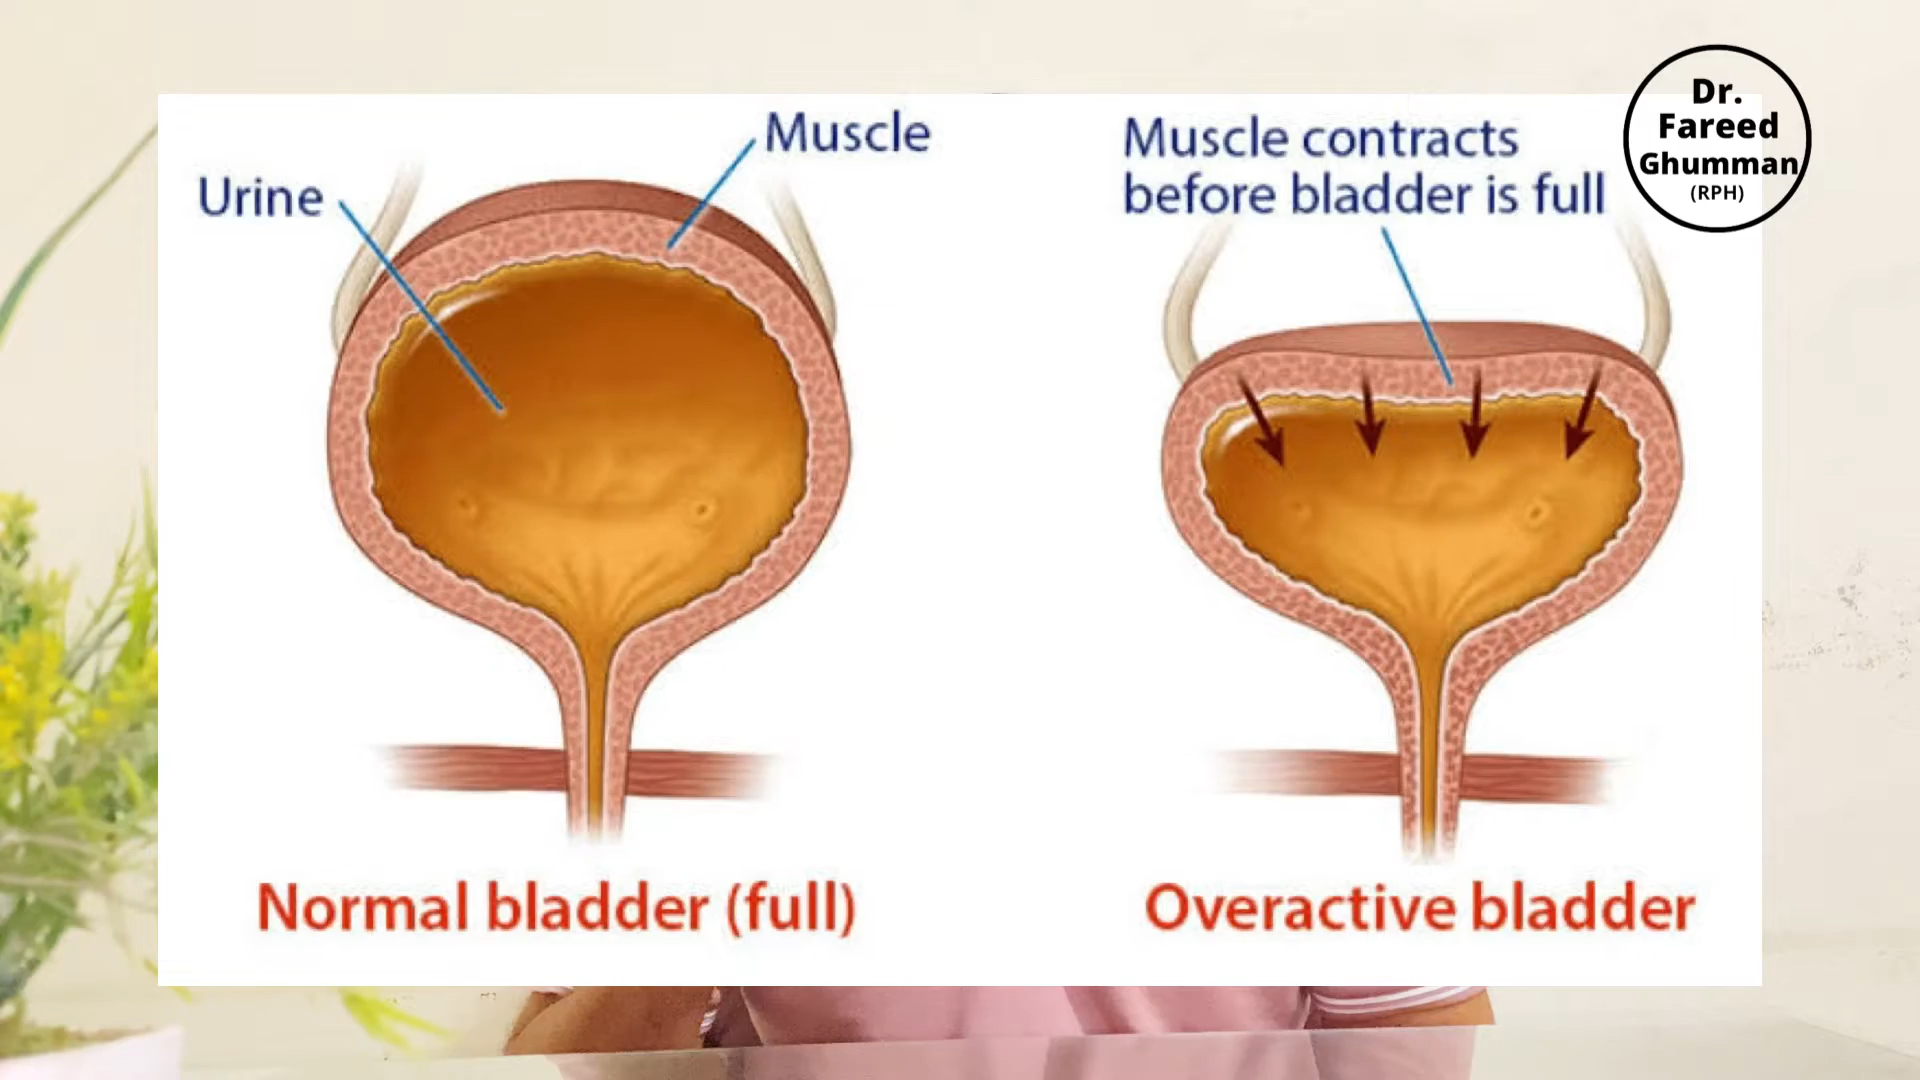 Urine
Muscle
Muscle contracts
before bladder is full
Dr.
Fareed
Ghumman
(RPH)
Normal bladder (full)
Overactive bladder